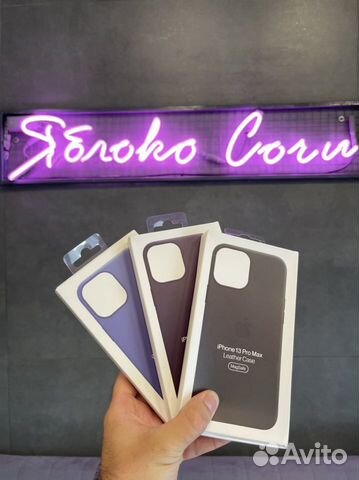 Яблоко Сочи
iPhone 13 Pro Max
Leather Case
MagSafe
Avito